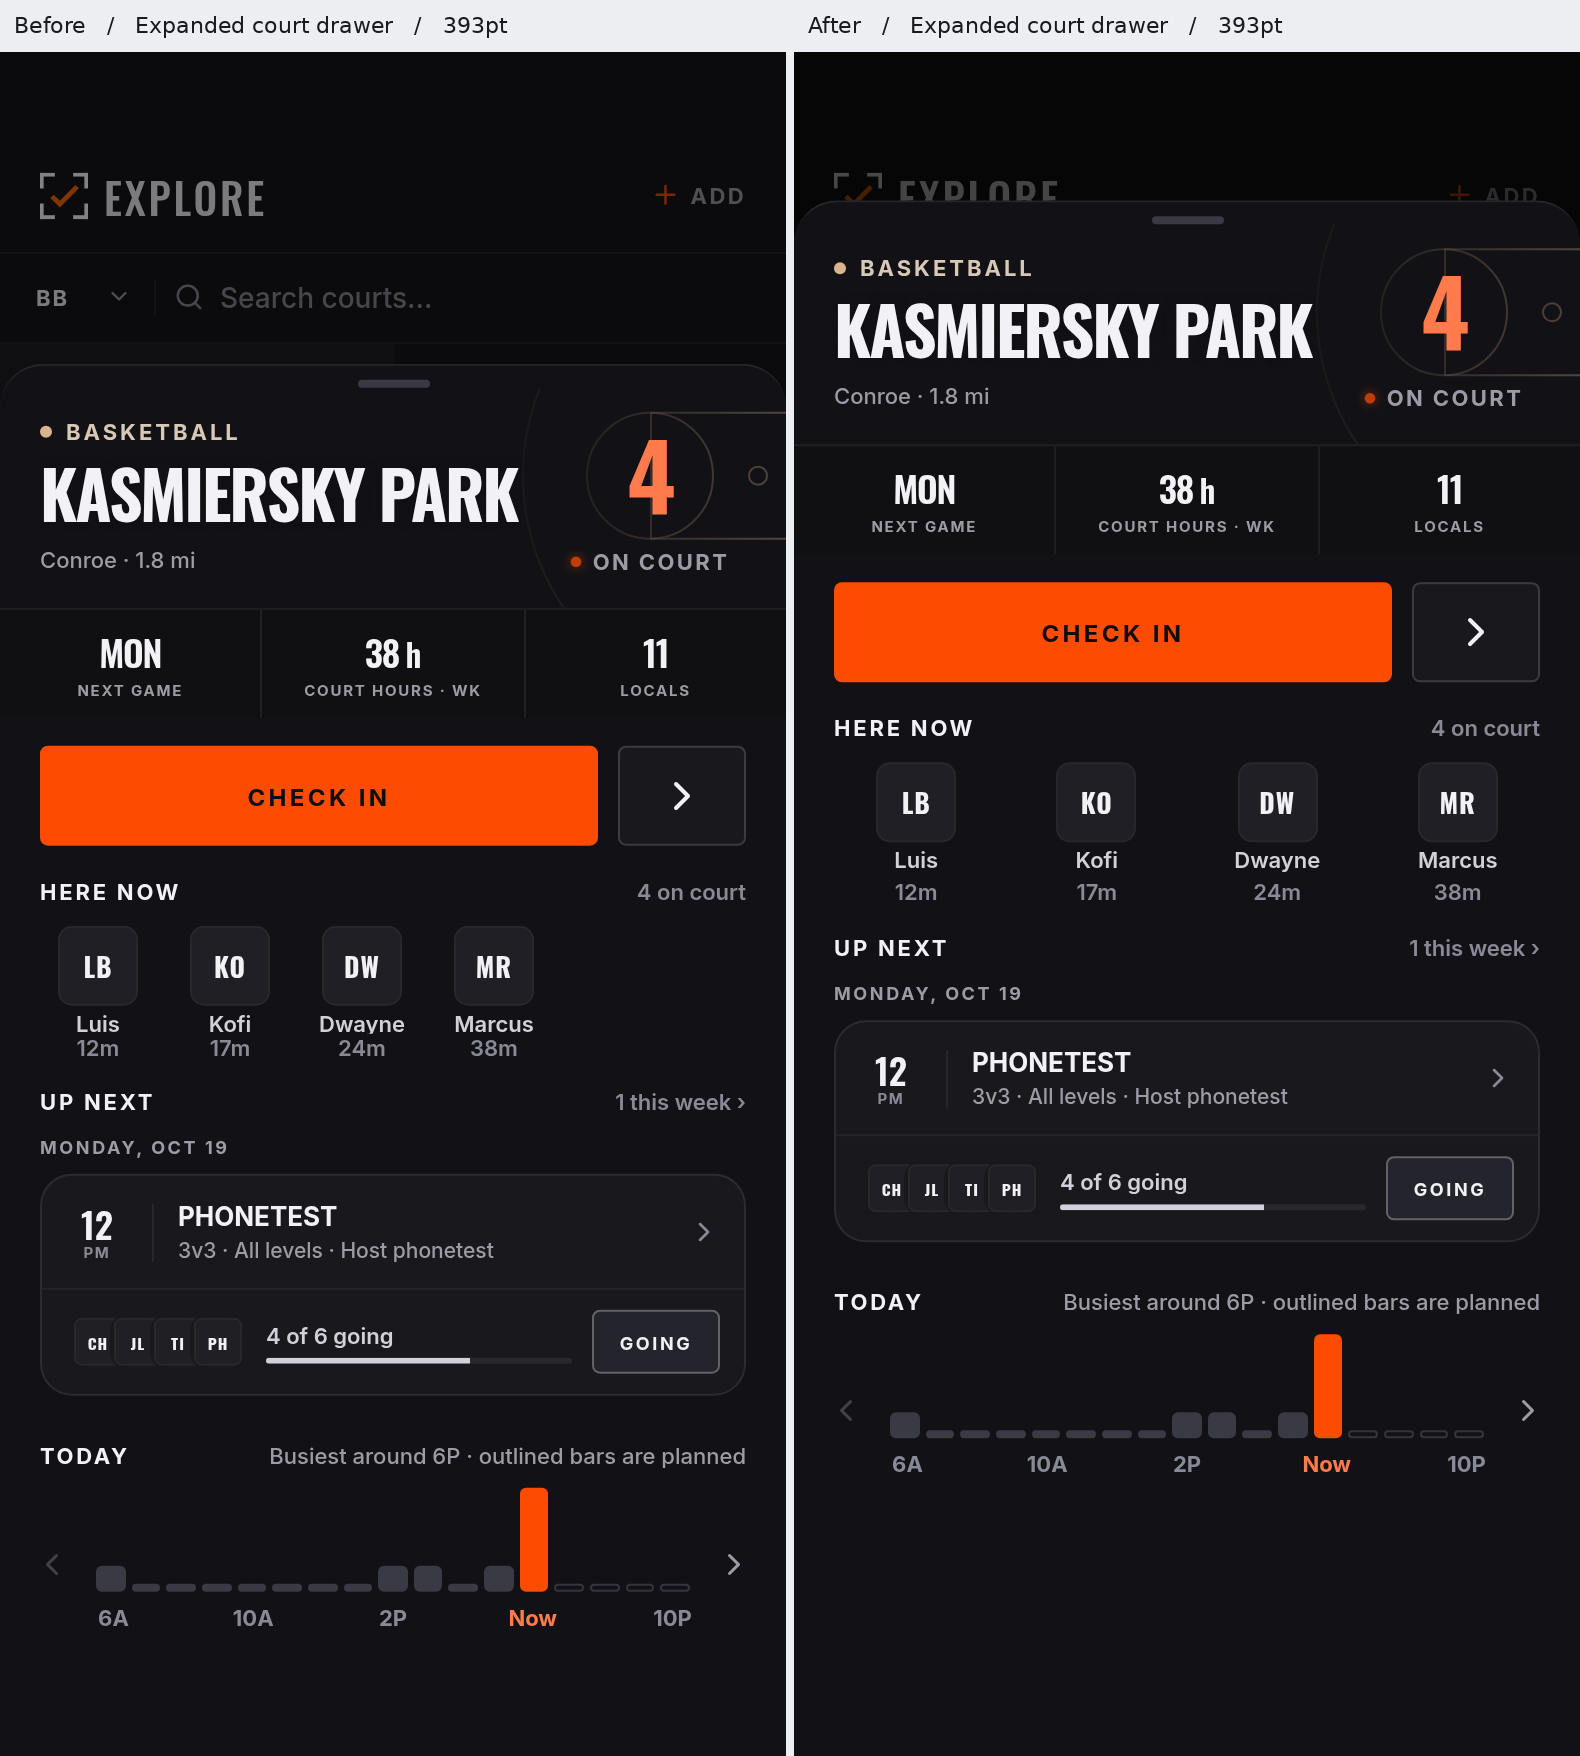 Before / Expanded court drawer / 393pt
EXPLORE
+ ADD
BB
Search courts...
BASKETBALL
KASMIERSKY PARK
Conroe · 1.8 mi
4
ON COURT
MON
NEXT GAME
38 h
COURT HOURS · WK
11
LOCALS
CHECK IN
HERE NOW
4 on court
LB
KO
DW
MR
Luis
Kofi
Dwayne
Marcus
12m
17m
24m
38m
UP NEXT
1 this week ›
MONDAY, OCT 19
12
PM
PHONETEST
3v3 · All levels · Host phonetest
CH
JL
TI
PH
4 of 6 going
GOING
TODAY
Busiest around 6P · outlined bars are planned
6A
10A
2P
Now
10P
After / Expanded court drawer / 393pt
EXPLORE
+ ADD
BASKETBALL
KASMIERSKY PARK
Conroe · 1.8 mi
4
ON COURT
MON
NEXT GAME
38 h
COURT HOURS · WK
11
LOCALS
CHECK IN
HERE NOW
4 on court
LB
KO
DW
MR
Luis
Kofi
Dwayne
Marcus
12m
17m
24m
38m
UP NEXT
1 this week ›
MONDAY, OCT 19
12
PM
PHONETEST
3v3 · All levels · Host phonetest
CH
JL
TI
PH
4 of 6 going
GOING
TODAY
Busiest around 6P · outlined bars are planned
6A
10A
2P
Now
10P